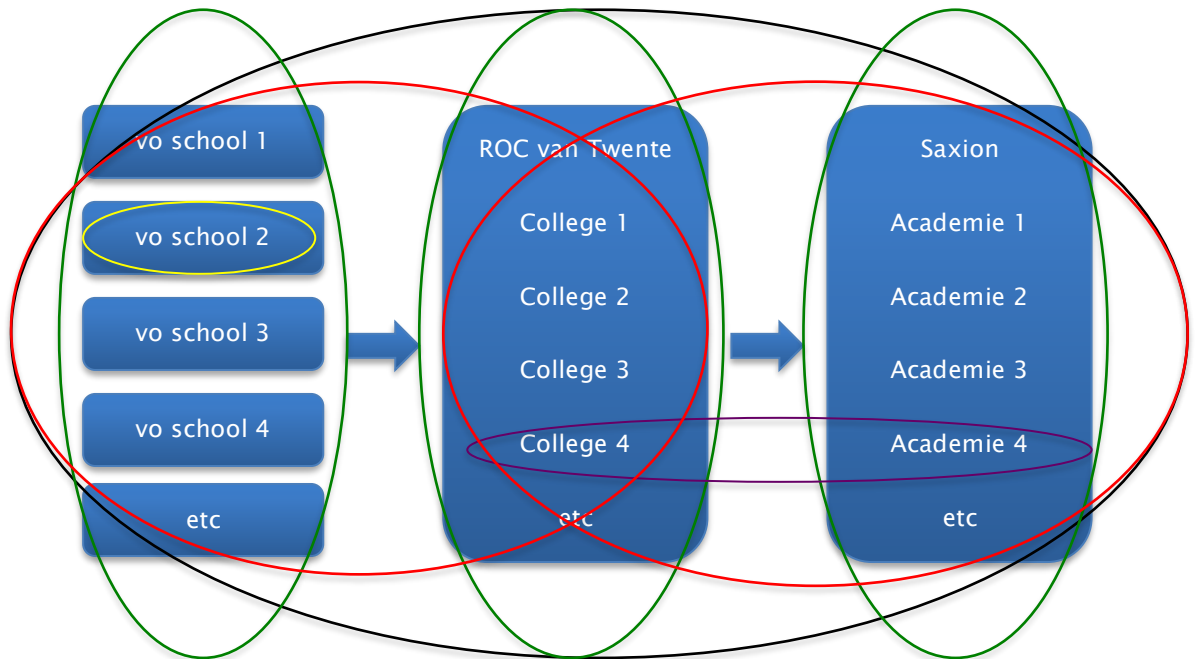 vo school 1
vo school 2
vo school 3
vo school 4
etc
ROC van Twente
College 1
College 2
College 3
College 4
etc
Saxion
Academie 1
Academie 2
Academie 3
Academie 4
etc